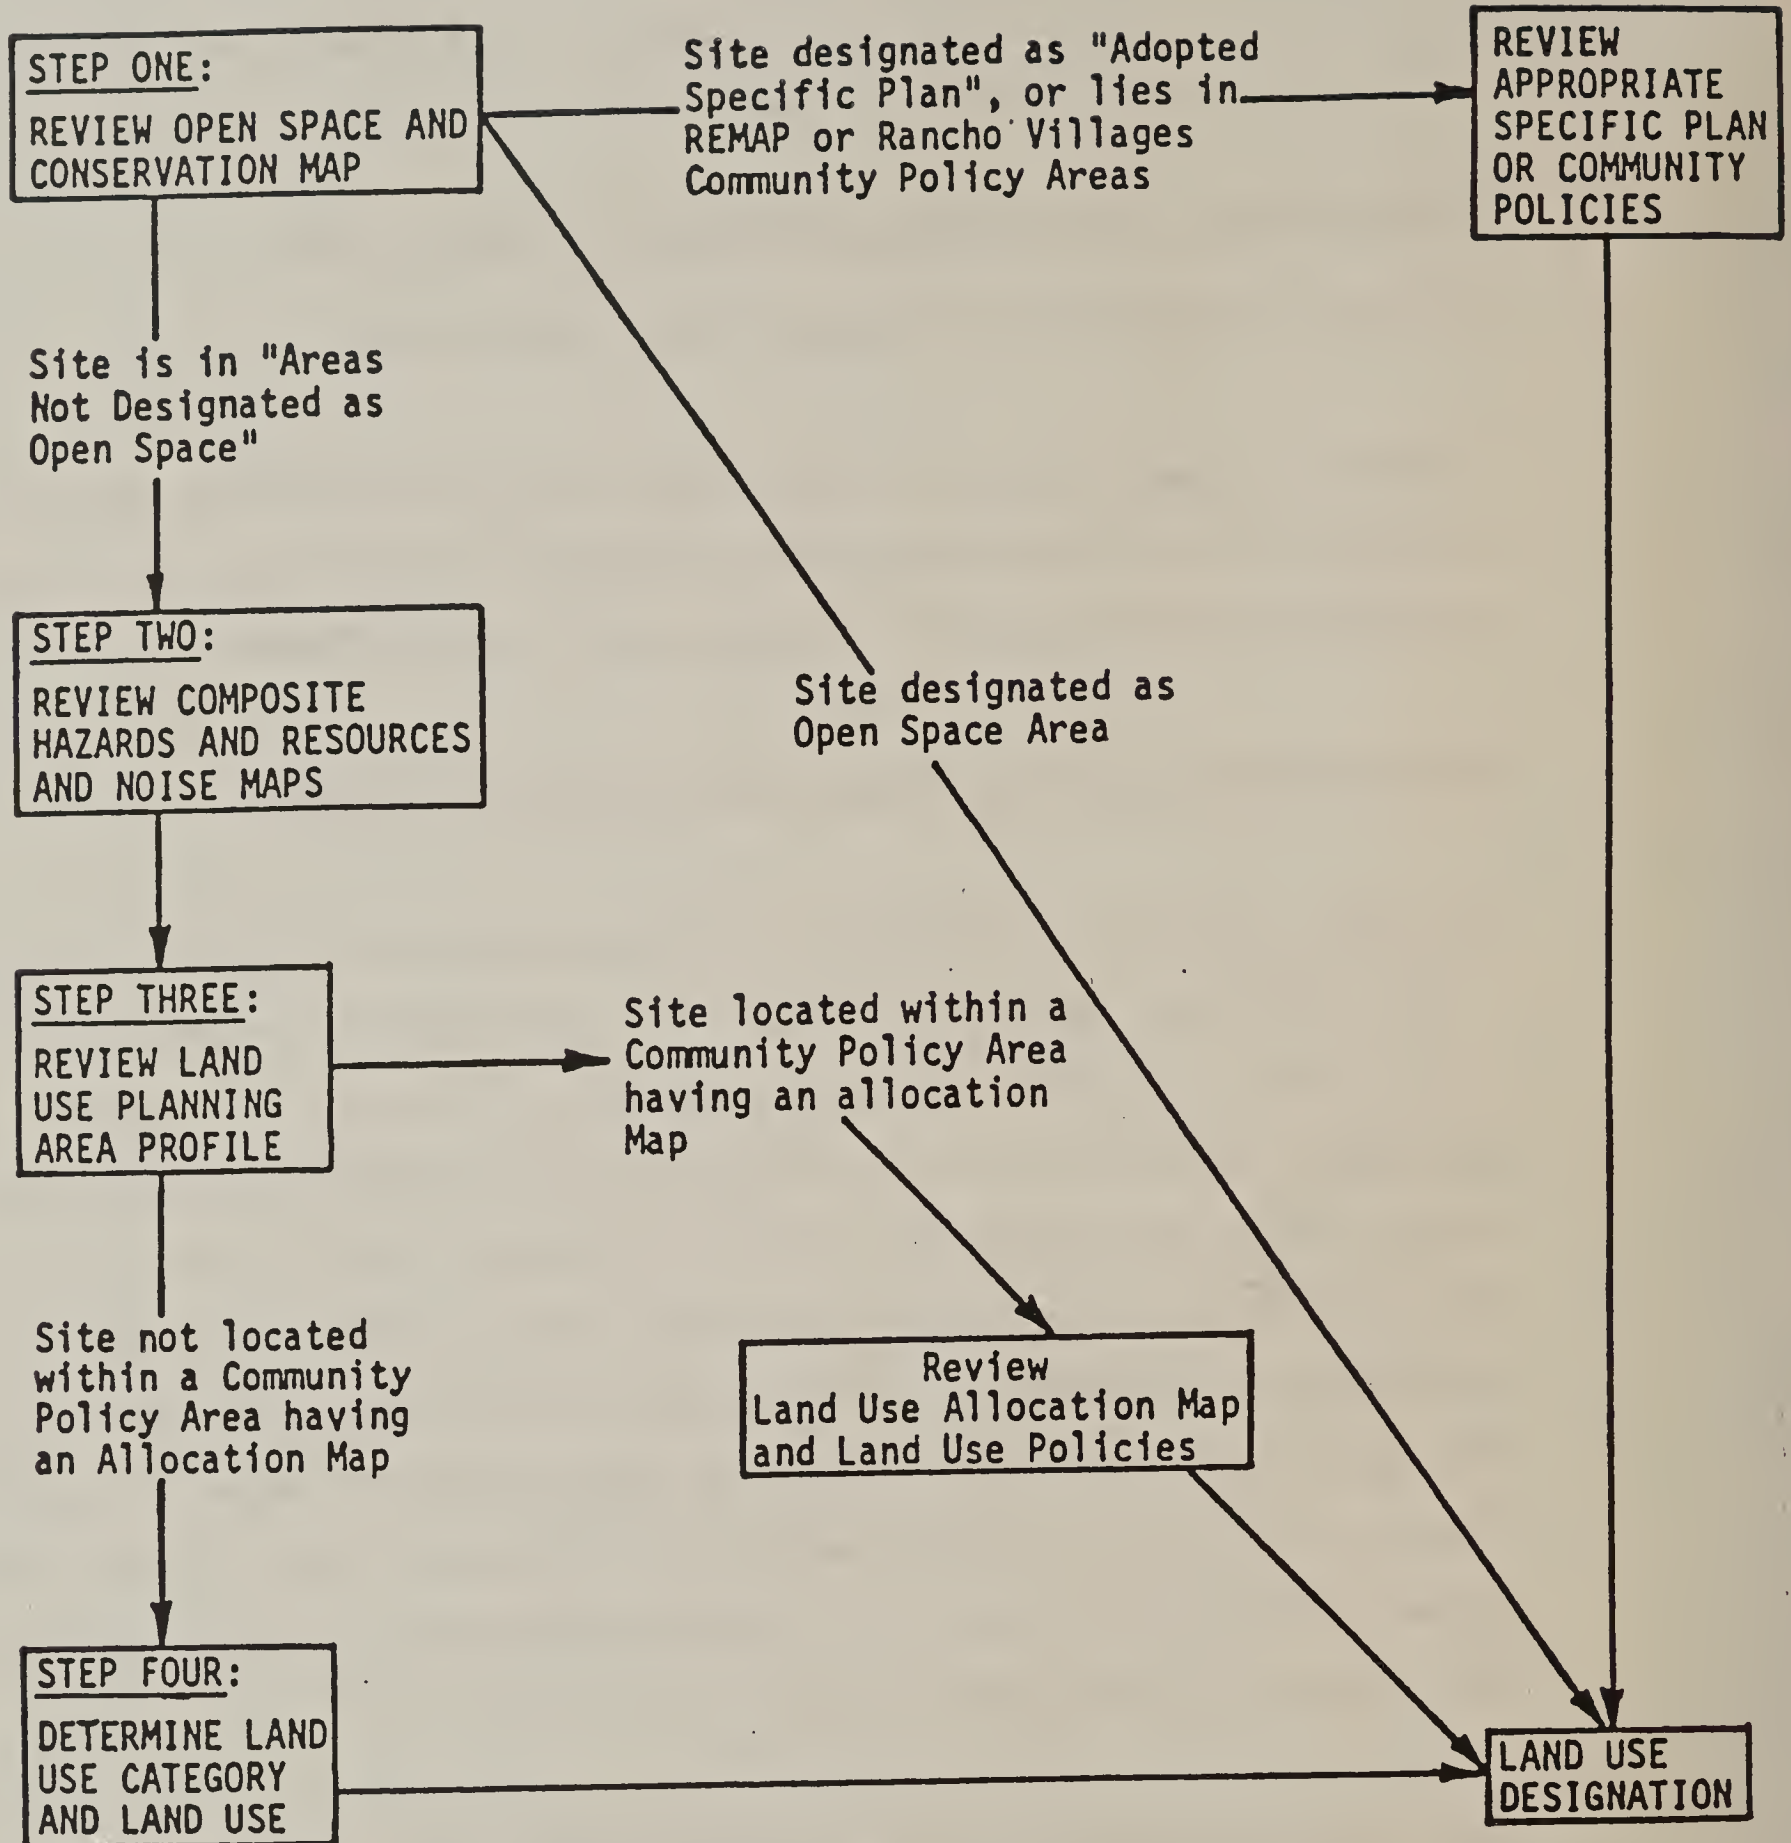 STEP ONE:
REVIEW OPEN SPACE AND
CONSERVATION MAP
Site designated as "Adopted
Specific Plan", or lies in
REMAP or Rancho Villages
Community Policy Areas
REVIEW
APPROPRIATE
SPECIFIC PLAN
OR COMMUNITY
POLICIES
Site is in "Areas
Not Designated as
Open Space"
STEP TWO:
REVIEW COMPOSITE
HAZARDS AND RESOURCES
AND NOISE MAPS
Site designated as
Open Space Area
STEP THREE:
REVIEW LAND
USE PLANNING
AREA PROFILE
Site located within a
Community Policy Area
having an allocation
Map
Site not located
within a Community
Policy Area having
an Allocation Map
Review
Land Use Allocation Map
and Land Use Policies
STEP FOUR:
DETERMINE LAND
USE CATEGORY
AND LAND USE
LAND USE
DESIGNATION